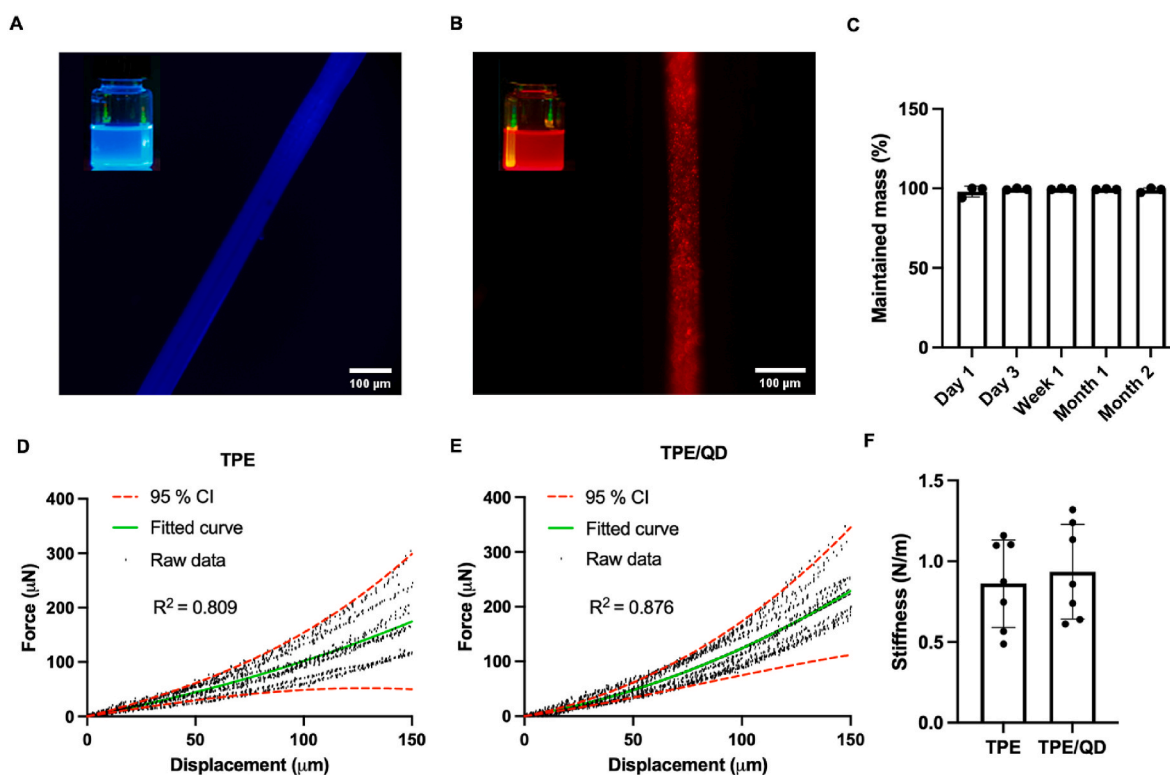 A
100 µm
B
100 µm
C
Maintained mass (%)
150
100
50
0
Day 1
Day 3
Week 1
Month 1
Month 2
D
TPE
Force (µN)
400
300
200
100
0
95 % CI
Fitted curve
Raw data
R² = 0.809
0
50
100
150
Displacement (µm)
E
TPE/QD
Force (µN)
400
300
200
100
0
95 % CI
Fitted curve
Raw data
R² = 0.876
0
50
100
150
Displacement (µm)
F
Stiffness (N/m)
1.5
1.0
0.5
0.0
TPE
TPE/QD